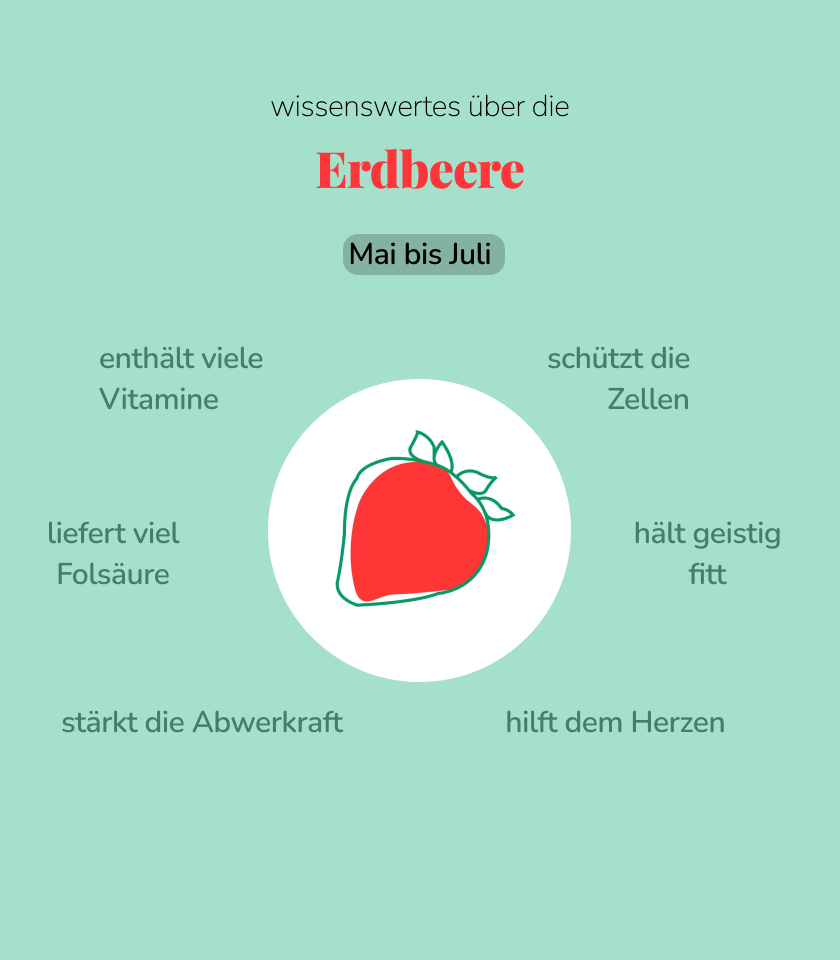 wissenswertes über die
Erdbeere
Mai bis Juli
enthält viele
Vitamine
schützt die
Zellen
liefert viel
Folsäure
hält geistig
fitt
stärkt die Abwerkraft
hilft dem Herzen